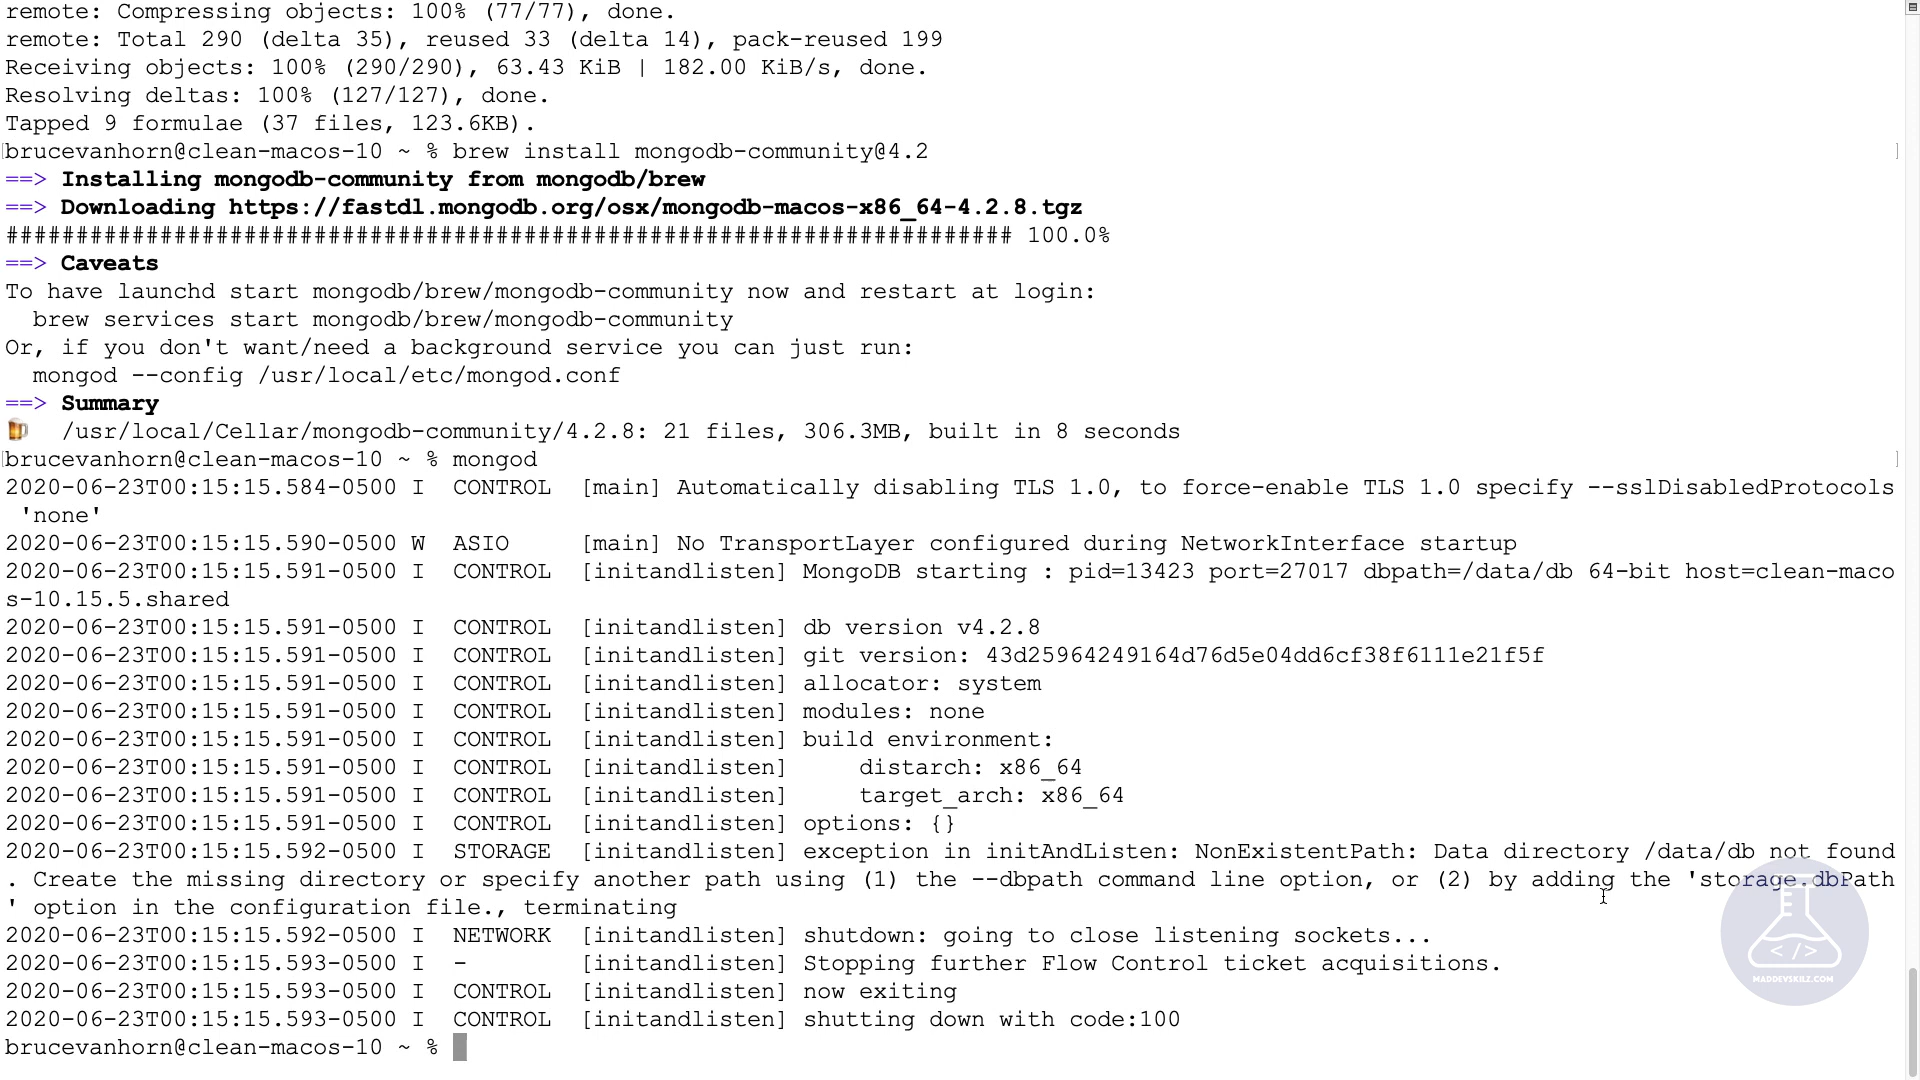 remote: Compressing objects: 100% (77/77), done.
remote: Total 290 (delta 35), reused 33 (delta 14), pack-reused 199
Receiving objects: 100% (290/290), 63.43 KiB | 182.00 KiB/s, done.
Resolving deltas: 100% (127/127), done.
Tapped 9 formulae (37 files, 123.6KB).
[brucevanhorn@clean-macos-10 ~ % brew install mongodb-community@4.2 ]
==> Installing mongodb-community from mongodb/brew
==> Downloading https://fastdl.mongodb.org/osx/mongodb-macos-x86_64-4.2.8.tgz
######################################################################## 100.0%
==> Caveats
To have launchd start mongodb/brew/mongodb-community now and restart at login:
  brew services start mongodb/brew/mongodb-community
Or, if you don't want/need a background service you can just run:
  mongod --config /usr/local/etc/mongod.conf
==> Summary
🍺  /usr/local/Cellar/mongodb-community/4.2.8: 21 files, 306.3MB, built in 8 seconds
[brucevanhorn@clean-macos-10 ~ % mongod ]
2020-06-23T00:15:15.584-0500 I  CONTROL  [main] Automatically disabling TLS 1.0, to force-enable TLS 1.0 specify --sslDisabledProtocols
 'none'
2020-06-23T00:15:15.590-0500 W  ASIO     [main] No TransportLayer configured during NetworkInterface startup
2020-06-23T00:15:15.591-0500 I  CONTROL  [initandlisten] MongoDB starting : pid=13423 port=27017 dbpath=/data/db 64-bit host=clean-maco
s-10.15.5.shared
2020-06-23T00:15:15.591-0500 I  CONTROL  [initandlisten] db version v4.2.8
2020-06-23T00:15:15.591-0500 I  CONTROL  [initandlisten] git version: 43d25964249164d76d5e04dd6cf38f6111e21f5f
2020-06-23T00:15:15.591-0500 I  CONTROL  [initandlisten] allocator: system
2020-06-23T00:15:15.591-0500 I  CONTROL  [initandlisten] modules: none
2020-06-23T00:15:15.591-0500 I  CONTROL  [initandlisten] build environment:
2020-06-23T00:15:15.591-0500 I  CONTROL  [initandlisten]     distarch: x86_64
2020-06-23T00:15:15.591-0500 I  CONTROL  [initandlisten]     target_arch: x86_64
2020-06-23T00:15:15.591-0500 I  CONTROL  [initandlisten] options: {}
2020-06-23T00:15:15.592-0500 I  STORAGE  [initandlisten] exception in initAndListen: NonExistentPath: Data directory /data/db not found
. Create the missing directory or specify another path using (1) the --dbpath command line option, or (2) by adding the 'storage.dbPath
' option in the configuration file., terminating
2020-06-23T00:15:15.592-0500 I  NETWORK  [initandlisten] shutdown: going to close listening sockets...
2020-06-23T00:15:15.593-0500 I  -        [initandlisten] Stopping further Flow Control ticket acquisitions.
2020-06-23T00:15:15.593-0500 I  CONTROL  [initandlisten] now exiting
2020-06-23T00:15:15.593-0500 I  CONTROL  [initandlisten] shutting down with code:100
brucevanhorn@clean-macos-10 ~ %
</>
MADDEVSKILZ.COM